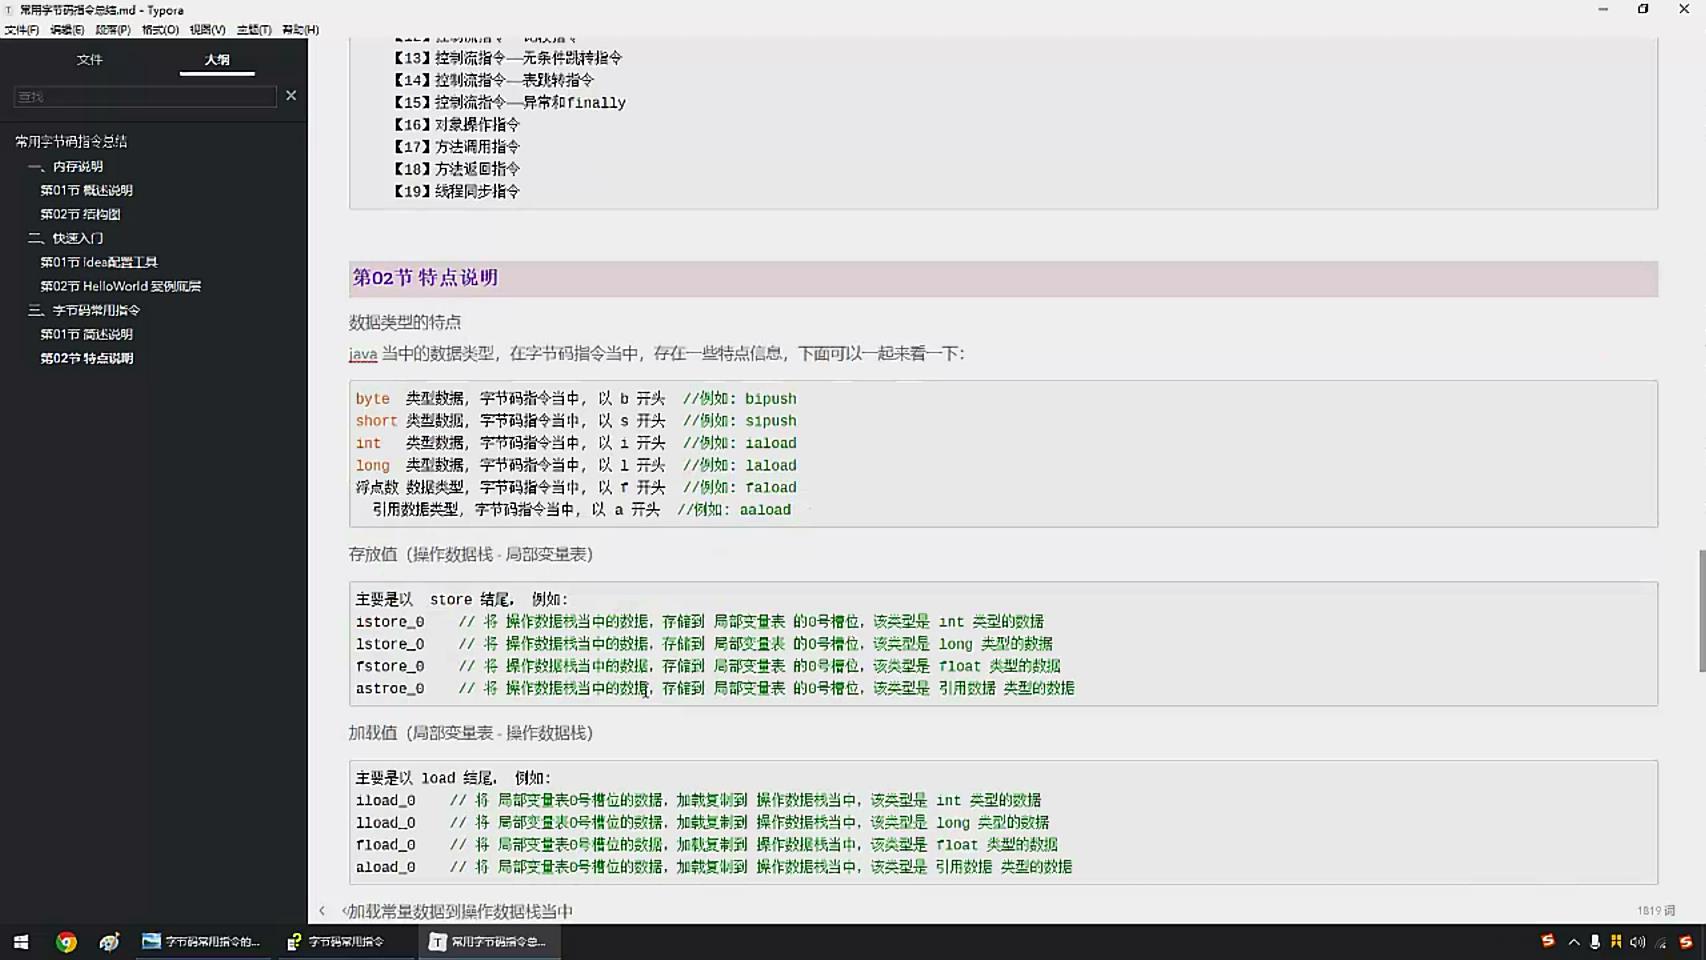 常用字节码指令总结.md - Typora
文件(F) 编辑(E) 段落(P) 格式(O) 视图(V) 主题(T) 帮助(H)
文件 大纲
查找
常用字节码指令总结
一、内存说明
第01节 概述说明
第02节 结构图
二、快速入门
第01节 idea配置工具
第02节 HelloWorld 案例底层
三、字节码常用指令
第01节 简述说明
第02节 特点说明
【12】控制流指令——比较指令
【13】控制流指令——无条件跳转指令
【14】控制流指令——表跳转指令
【15】控制流指令——异常和finally
【16】对象操作指令
【17】方法调用指令
【18】方法返回指令
【19】线程同步指令
第02节 特点说明
数据类型的特点
java 当中的数据类型，在字节码指令当中，存在一些特点信息，下面可以一起来看一下：
byte 类型数据，字节码指令当中，以 b 开头 //例如: bipush
short 类型数据，字节码指令当中，以 s 开头 //例如: sipush
int 类型数据，字节码指令当中，以 i 开头 //例如: iaload
long 类型数据，字节码指令当中，以 l 开头 //例如: laload
浮点数 数据类型，字节码指令当中，以 f 开头 //例如: faload
引用数据类型，字节码指令当中，以 a 开头 //例如: aaload
存放值（操作数据栈 - 局部变量表）
主要是以 store 结尾， 例如:
istore_0 // 将 操作数据栈当中的数据，存储到 局部变量表 的0号槽位，该类型是 int 类型的数据
lstore_0 // 将 操作数据栈当中的数据，存储到 局部变量表 的0号槽位，该类型是 long 类型的数据
fstore_0 // 将 操作数据栈当中的数据，存储到 局部变量表 的0号槽位，该类型是 float 类型的数据
astroe_0 // 将 操作数据栈当中的数据，存储到 局部变量表 的0号槽位，该类型是 引用数据 类型的数据
加载值（局部变量表 - 操作数据栈）
主要是以 load 结尾， 例如:
iload_0 // 将 局部变量表0号槽位的数据，加载复制到 操作数据栈当中，该类型是 int 类型的数据
lload_0 // 将 局部变量表0号槽位的数据，加载复制到 操作数据栈当中，该类型是 long 类型的数据
fload_0 // 将 局部变量表0号槽位的数据，加载复制到 操作数据栈当中，该类型是 float 类型的数据
aload_0 // 将 局部变量表0号槽位的数据，加载复制到 操作数据栈当中，该类型是 引用数据 类型的数据
加载常量数据到操作数据栈当中
1819 词
字节码常用指令的... 字节码常用指令 常用字节码指令总...